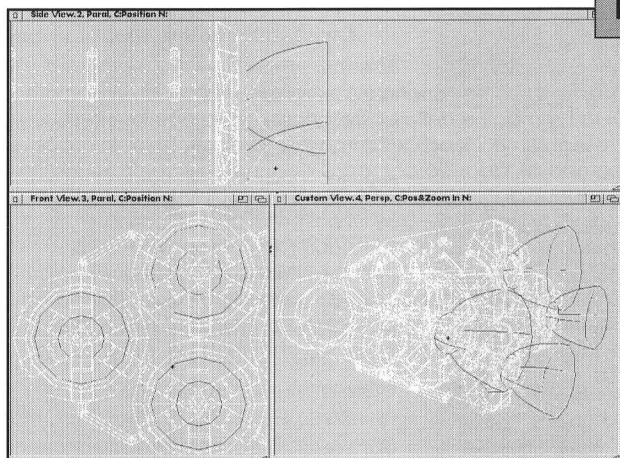 Side View.2, Paral, C:Position N:
Front View.3, Paral, C:Position N:
Custom View.4, Persp, C:Pos&Zoom In N: